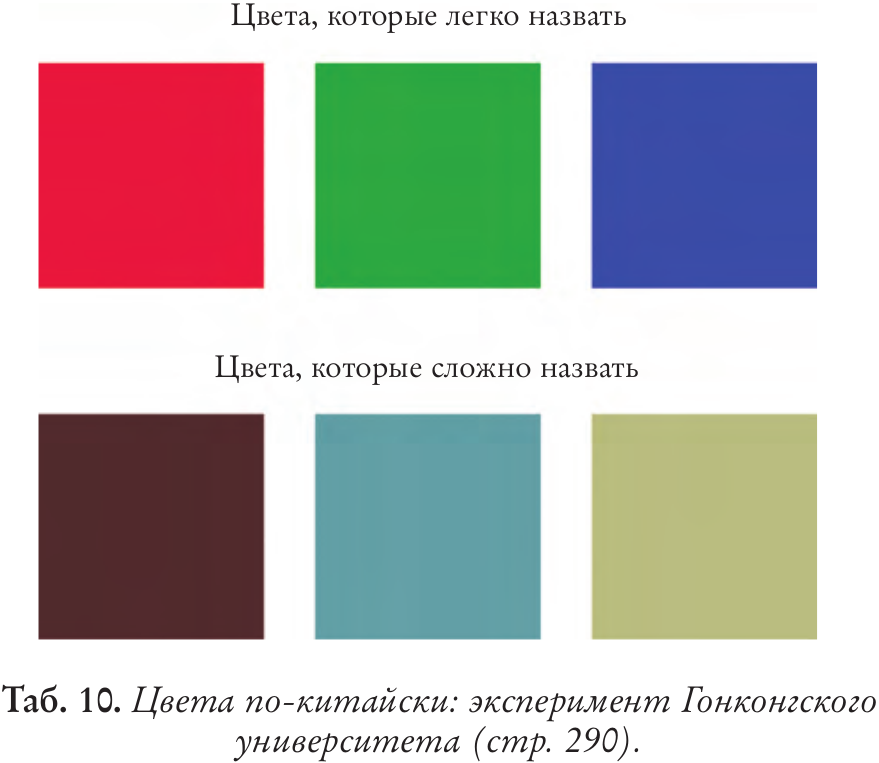 Цвета, которые легко назвать
Цвета, которые сложно назвать
Таб. 10. Цвета по-китайски: эксперимент Гонконгского
университета (стр. 290).